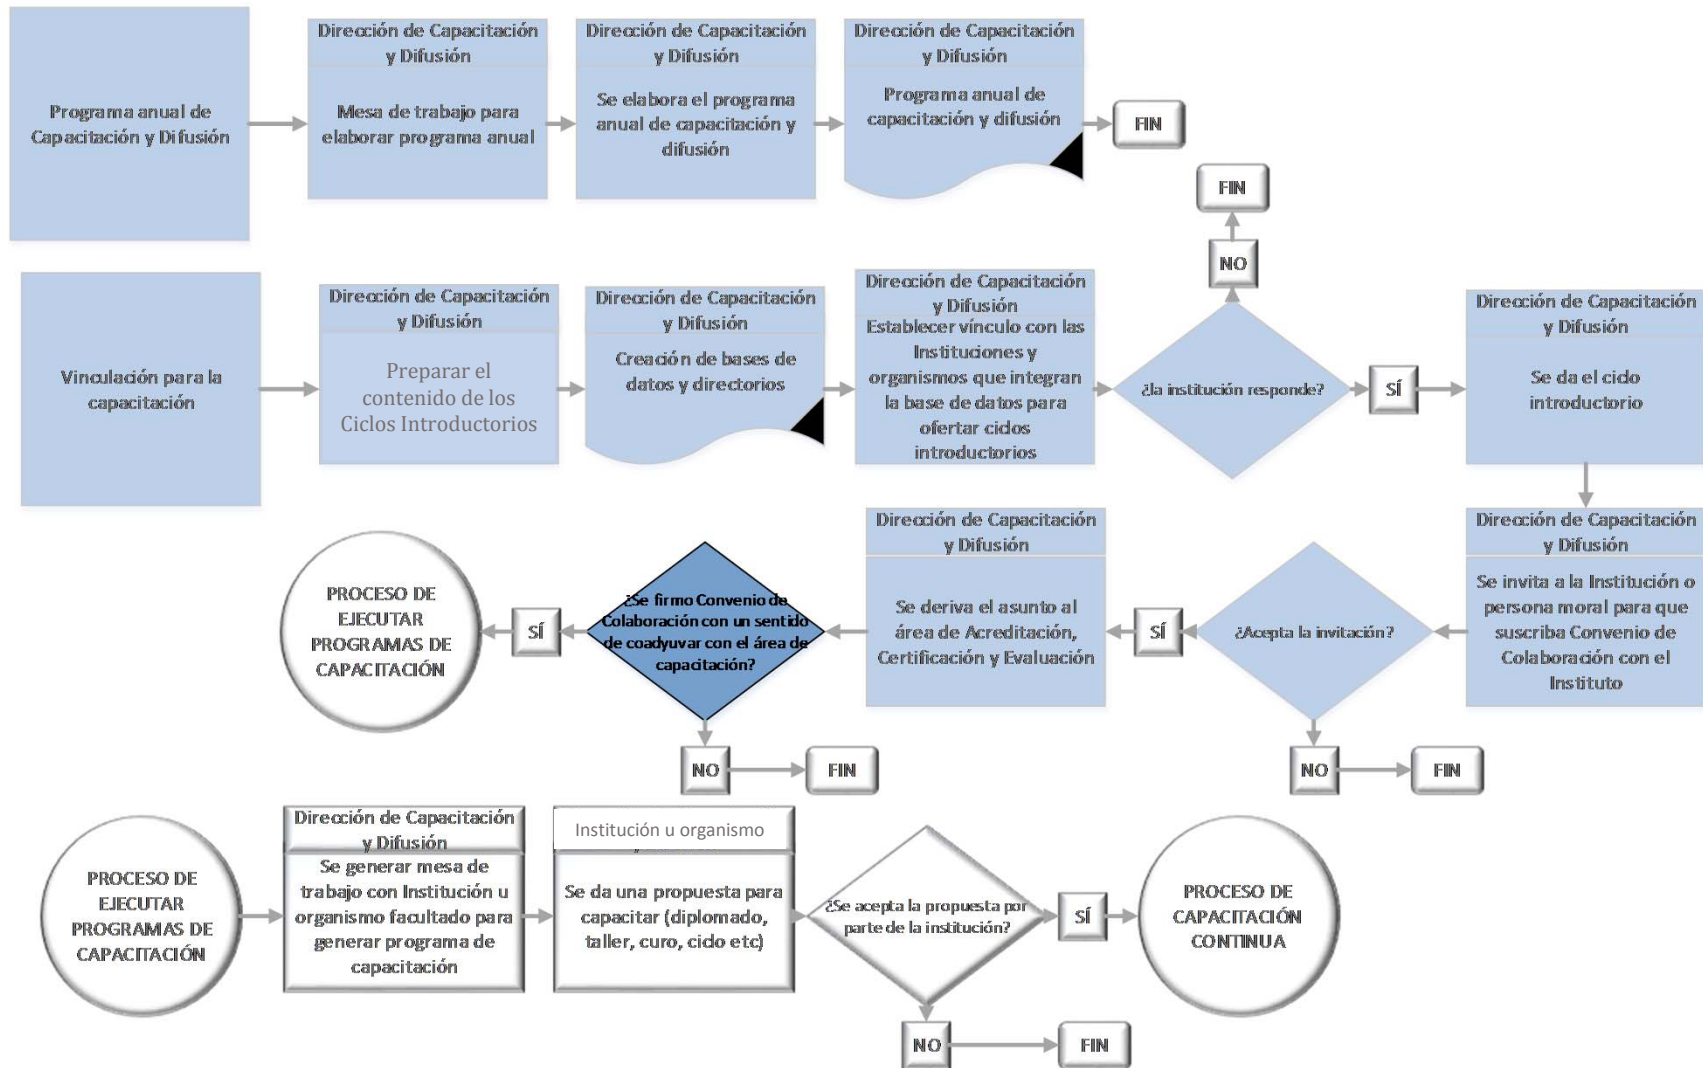 Programa anual de
Capacitación y Difusión
Dirección de Capacitación
y Difusión
Mesa de trabajo para
elaborar programa anual
Dirección de Capacitación
y Difusión
Se elabora el programa
anual de capacitación y
difusión
Dirección de Capacitación
y Difusión
Programa anual de
capacitación y difusión
FIN
FIN
NO
Vinculación para la
capacitación
Dirección de Capacitación
y Difusión
Preparar el
contenido de los
Ciclos Introductorios
Dirección de Capacitación
y Difusión
Creación de bases de
datos y directorios
Dirección de Capacitación
y Difusión
Establecer vínculo con las
Instituciones y
organismos que integran
la base de datos para
ofertar ciclos
introductorios
¿la institución responde?
SÍ
Dirección de Capacitación
y Difusión
Se da el ciclo
introductorio
Dirección de Capacitación
y Difusión
Se invita a la Institución o
persona moral para que
suscriba Convenio de
Colaboración con el
Instituto
¿Acepta la invitación?
SÍ
NO
FIN
Dirección de Capacitación
y Difusión
Se deriva el asunto al
área de Acreditación,
Certificación y Evaluación
¿Se firmo Convenio de
Colaboración con un sentido
de coadyuvar con el área de
capacitación?
SÍ
NO
FIN
PROCESO DE
EJECUTAR
PROGRAMAS DE
CAPACITACIÓN
PROCESO DE
EJECUTAR
PROGRAMAS DE
CAPACITACIÓN
Dirección de Capacitación
y Difusión
Se generar mesa de
trabajo con Institución u
organismo facultado para
generar programa de
capacitación
Institución u organismo
Se da una propuesta para
capacitar (diplomado,
taller, curo, ciclo etc)
¿Se acepta la propuesta por
parte de la institución?
SÍ
PROCESO DE
CAPACITACIÓN
CONTINUA
NO
FIN